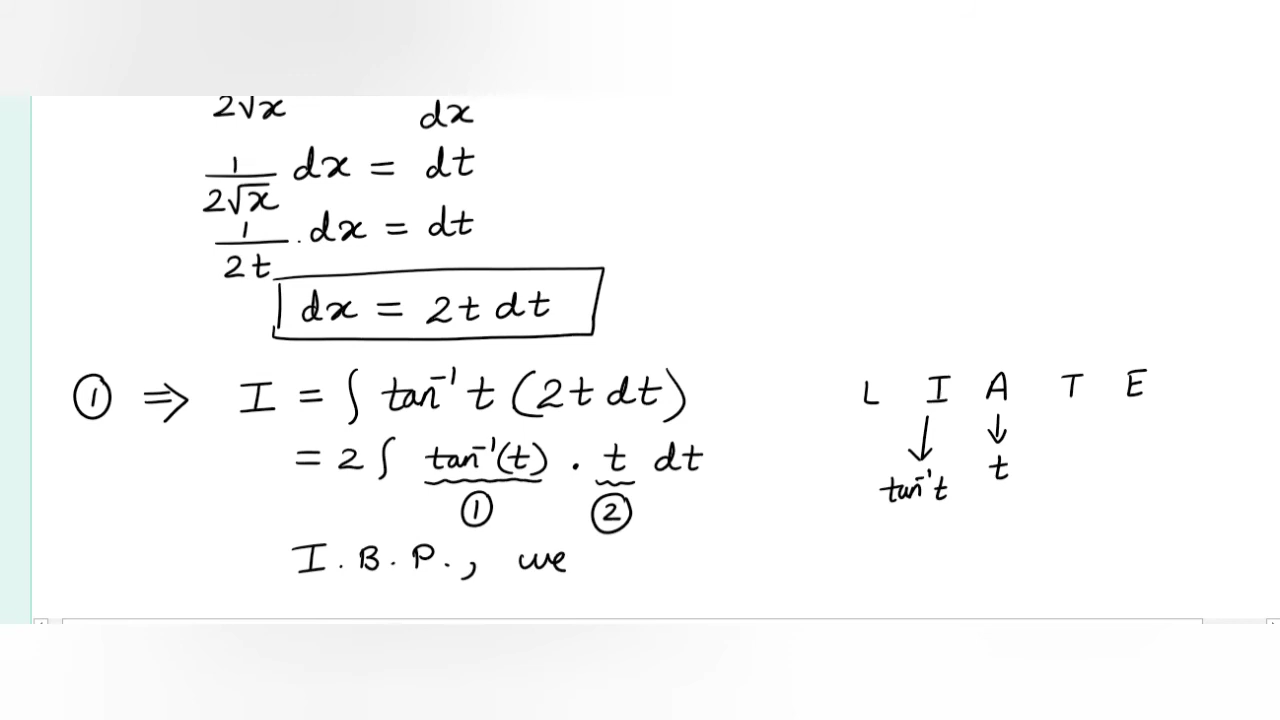 2√x dx
1/2√x dx = dt
1/2t . dx = dt
dx = 2t dt
① ⇒ I = ∫ tan⁻¹ t (2t dt)
= 2 ∫ tan⁻¹(t) . t dt
① ②
I.B.P., we
L I A T E
↓ ↓
tan⁻¹t t